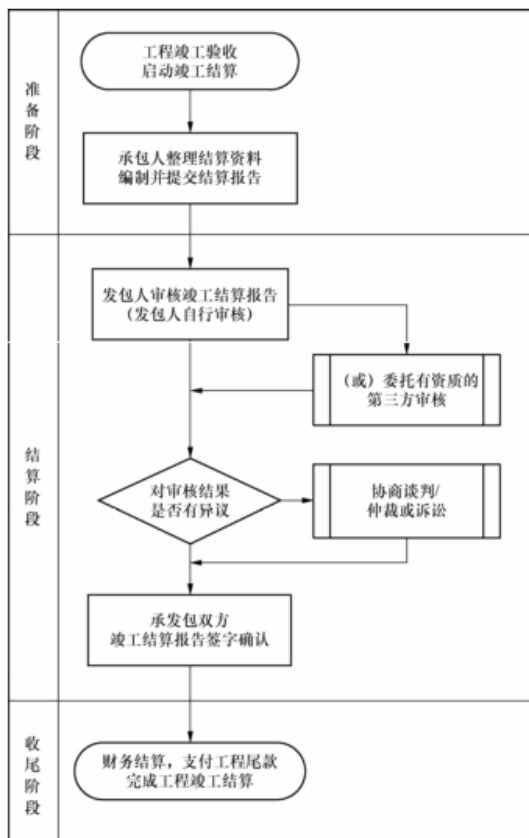 准备阶段
工程竣工验收
启动竣工结算
承包人整理结算资料
编制并提交结算报告
结算阶段
发包人审核竣工结算报告
(发包人自行审核)
(或)委托有资质的
第三方审核
对审核结果
是否有异议
协商谈判/
仲裁或诉讼
承发包双方
竣工结算报告签字确认
收尾阶段
财务结算，支付工程尾款
完成工程竣工结算